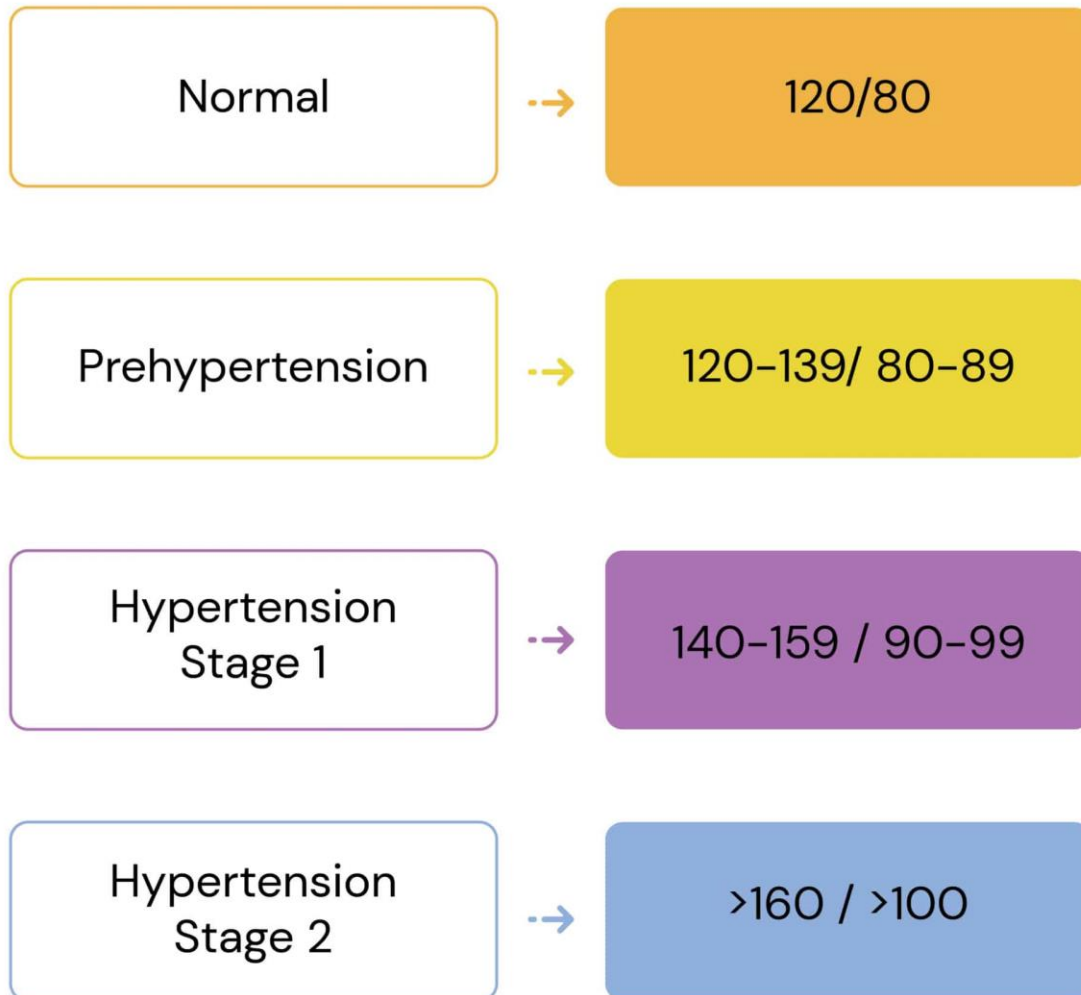 Normal
120/80
Prehypertension
120-139/ 80-89
Hypertension
Stage 1
140-159 / 90-99
Hypertension
Stage 2
>160 / >100